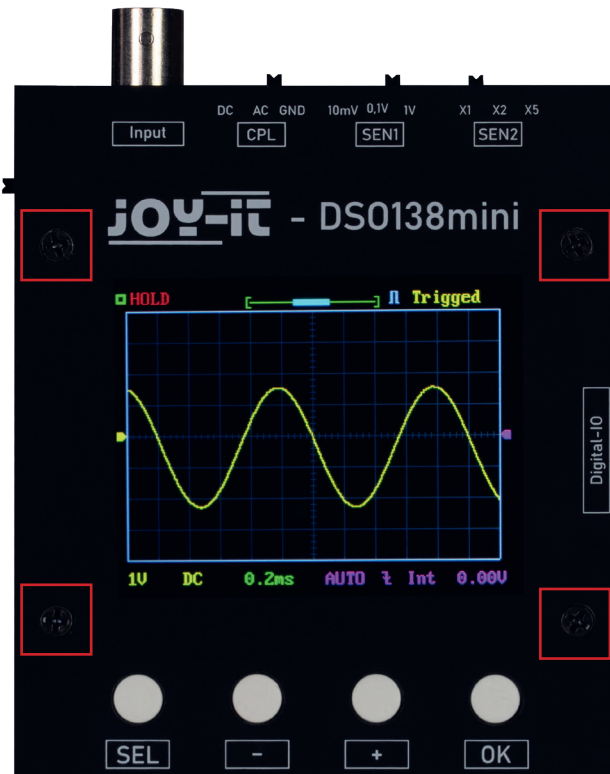 DC AC GND 10mV 0,1V 1V X1 X2 X5
Input CPL SEN1 SEN2
JOY-iT - DSO138mini
HOLD Trigged
Digital-IO
1V DC 0.2ms AUTO Int 0.00V
SEL - + OK